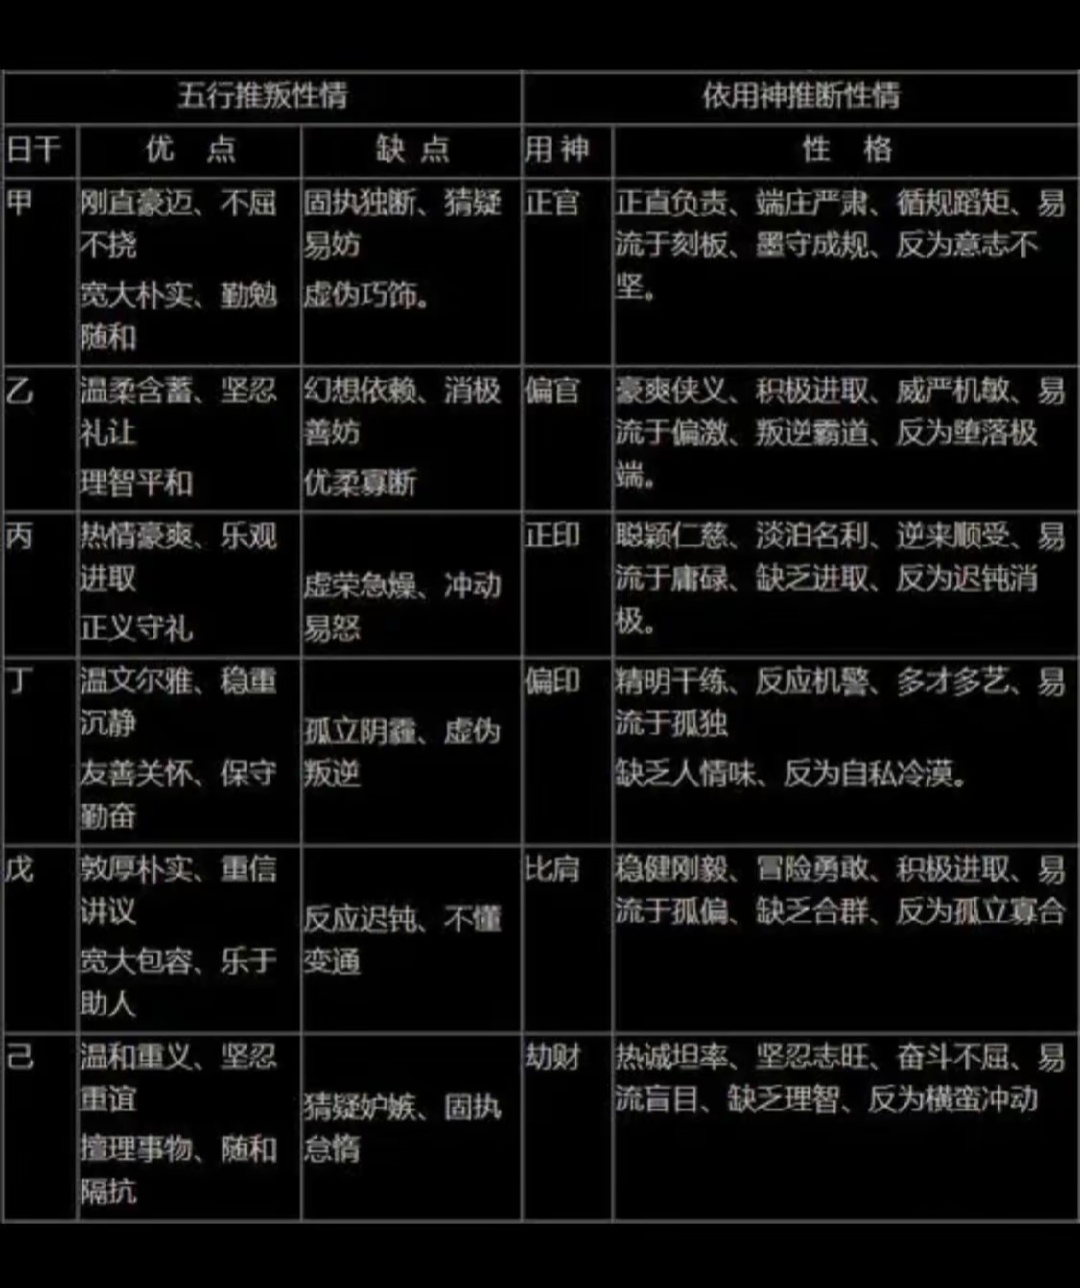 五行推叛性情
依用神推断性情
日干
优 点
缺 点
用神
性 格
甲
刚直豪迈、不屈
不挠
宽大朴实、勤勉
随和
固执独断、猜疑
易妨
虚伪巧饰。
正官
正直负责、端庄严肃、循规蹈矩、易
流于刻板、墨守成规、反为意志不
坚。
乙
温柔含蓄、坚忍
礼让
理智平和
幻想依赖、消极
善妨
优柔寡断
偏官
豪爽侠义、积极进取、威严机敏、易
流于偏激、叛逆霸道、反为堕落极
端。
丙
热情豪爽、乐观
进取
正义守礼
虚荣急燥、冲动
易怒
正印
聪颖仁慈、淡泊名利、逆来顺受、易
流于庸碌、缺乏进取、反为迟钝消
极。
丁
温文尔雅、稳重
沉静
友善关怀、保守
勤奋
孤立阴霾、虚伪
叛逆
偏印
精明干练、反应机警、多才多艺、易
流于孤独
缺乏人情味、反为自私冷漠。
戊
敦厚朴实、重信
讲议
宽大包容、乐于
助人
反应迟钝、不懂
变通
比肩
稳健刚毅、冒险勇敢、积极进取、易
流于孤偏、缺乏合群、反为孤立寡合
己
温和重义、坚忍
重谊
擅理事物、随和
隔抗
猜疑妒嫉、固执
怠惰
劫财
热诚坦率、坚忍志旺、奋斗不屈、易
流盲目、缺乏理智、反为横蛮冲动